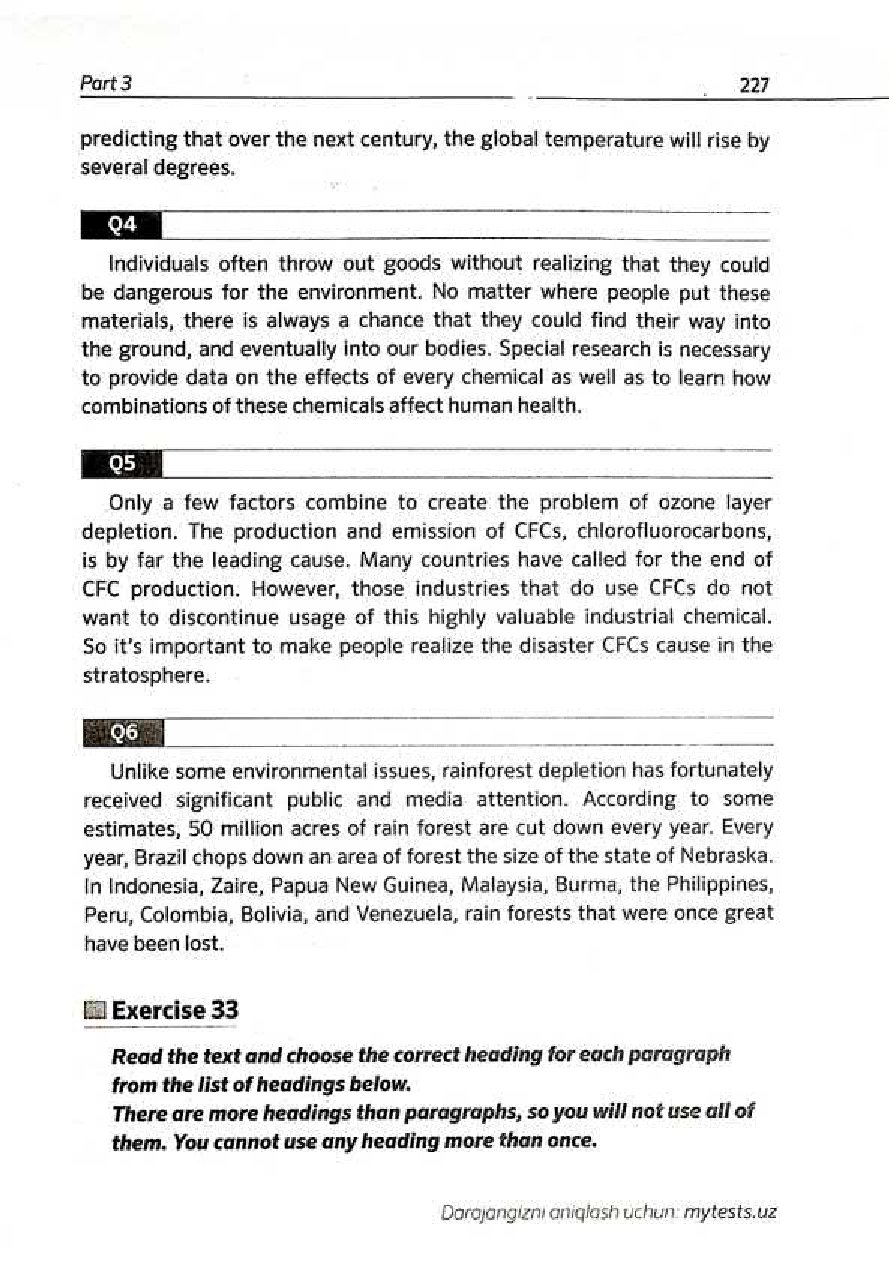 Part 3
227
predicting that over the next century, the global temperature will rise by
several degrees.
Q4
Individuals often throw out goods without realizing that they could
be dangerous for the environment. No matter where people put these
materials, there is always a chance that they could find their way into
the ground, and eventually into our bodies. Special research is necessary
to provide data on the effects of every chemical as well as to learn how
combinations of these chemicals affect human health.
Q5
Only a few factors combine to create the problem of ozone layer
depletion. The production and emission of CFCs, chlorofluorocarbons,
is by far the leading cause. Many countries have called for the end of
CFC production. However, those industries that do use CFCs do not
want to discontinue usage of this highly valuable industrial chemical.
So it's important to make people realize the disaster CFCs cause in the
stratosphere.
Q6
Unlike some environmental issues, rainforest depletion has fortunately
received significant public and media attention. According to some
estimates, 50 million acres of rain forest are cut down every year. Every
year, Brazil chops down an area of forest the size of the state of Nebraska.
In Indonesia, Zaire, Papua New Guinea, Malaysia, Burma, the Philippines,
Peru, Colombia, Bolivia, and Venezuela, rain forests that were once great
have been lost.
Exercise 33
Read the text and choose the correct heading for each paragraph
from the list of headings below.
There are more headings than paragraphs, so you will not use all of
them. You cannot use any heading more than once.
Darajangizni aniqlash uchun: mytests.uz